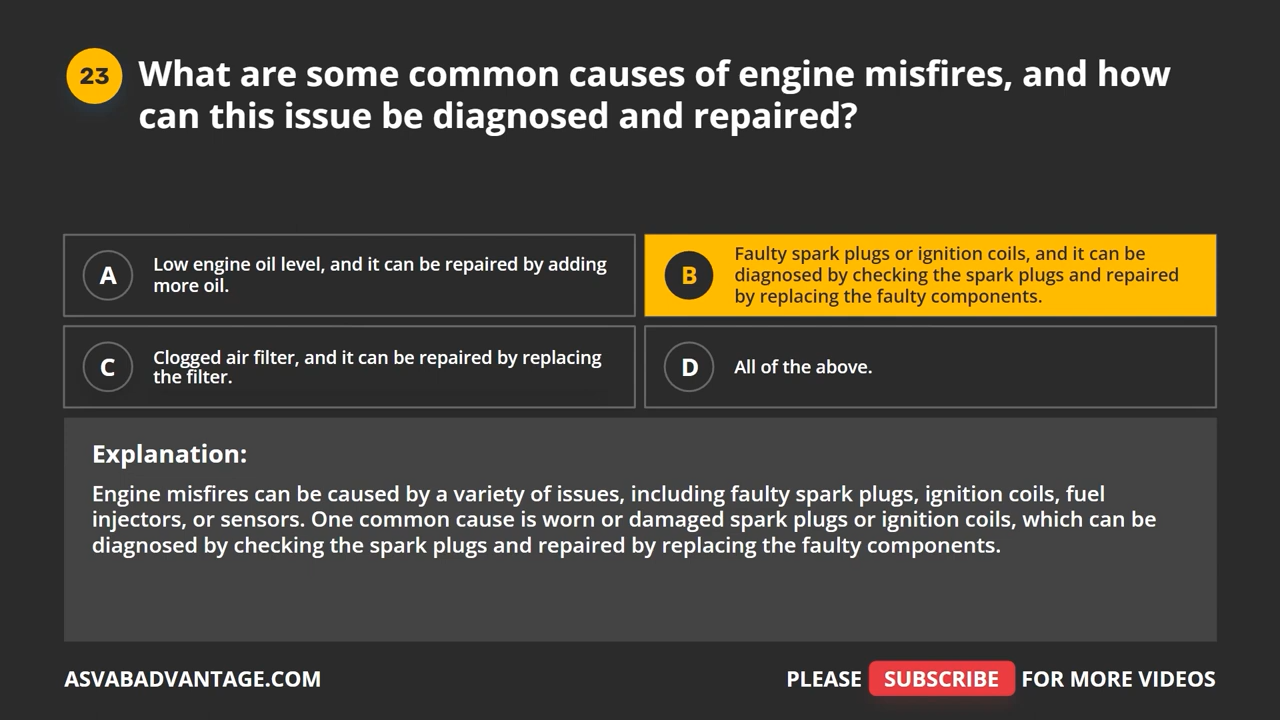 23
What are some common causes of engine misfires, and how
can this issue be diagnosed and repaired?
A
Low engine oil level, and it can be repaired by adding
more oil.
B
Faulty spark plugs or ignition coils, and it can be
diagnosed by checking the spark plugs and repaired
by replacing the faulty components.
C
Clogged air filter, and it can be repaired by replacing
the filter.
D
All of the above.
Explanation:
Engine misfires can be caused by a variety of issues, including faulty spark plugs, ignition coils, fuel
injectors, or sensors. One common cause is worn or damaged spark plugs or ignition coils, which can be
diagnosed by checking the spark plugs and repaired by replacing the faulty components.
ASVABADVANTAGE.COM
PLEASE SUBSCRIBE FOR MORE VIDEOS